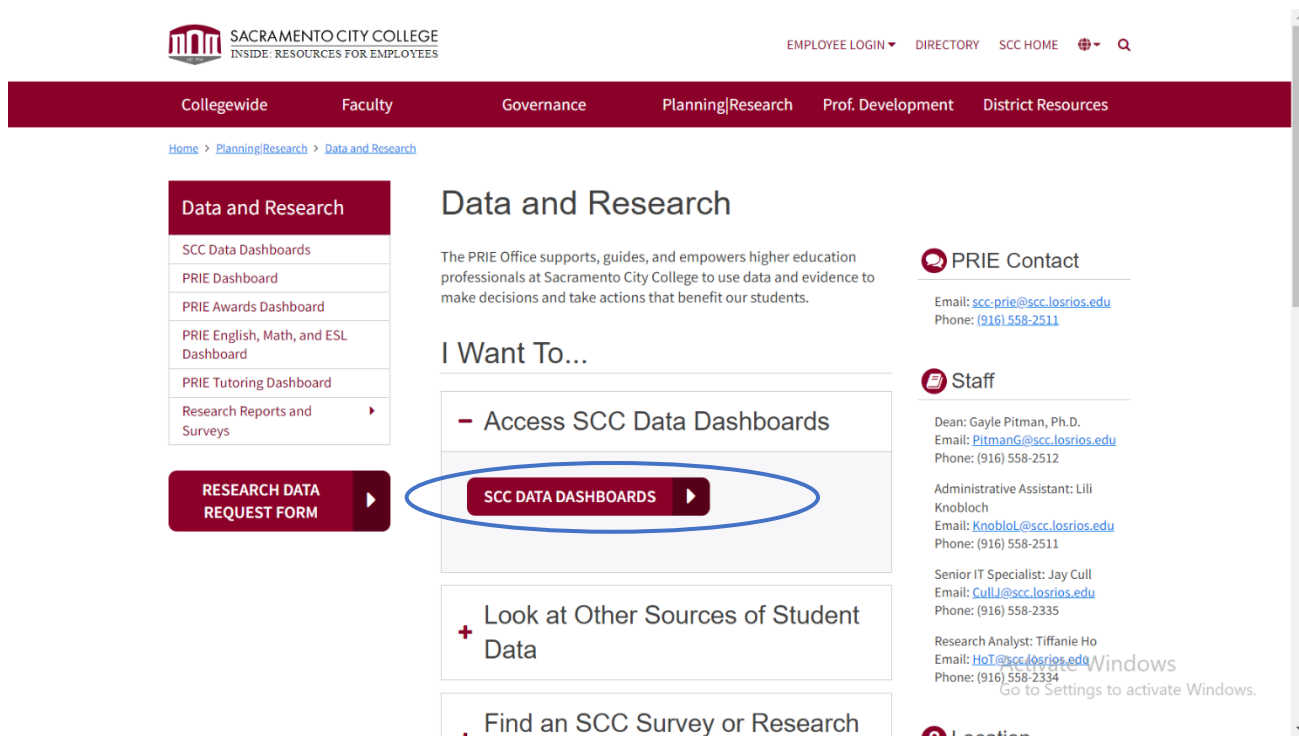 SACRAMENTO CITY COLLEGE
INSIDE: RESOURCES FOR EMPLOYEES
EMPLOYEE LOGIN DIRECTORY SCC HOME
Collegewide Faculty Governance Planning|Research Prof. Development District Resources
Home > Planning|Research > Data and Research
Data and Research
SCC Data Dashboards
PRIE Dashboard
PRIE Awards Dashboard
PRIE English, Math, and ESL
Dashboard
PRIE Tutoring Dashboard
Research Reports and
Surveys
RESEARCH DATA
REQUEST FORM
Data and Research
The PRIE Office supports, guides, and empowers higher education
professionals at Sacramento City College to use data and evidence to
make decisions and take actions that benefit our students.
I Want To...
Access SCC Data Dashboards
SCC DATA DASHBOARDS
Look at Other Sources of Student
Data
Find an SCC Survey or Research
PRIE Contact
Email: scc-prie@scc.losrios.edu
Phone: (916) 558-2511
Staff
Dean: Gayle Pitman, Ph.D.
Email: PitmanG@scc.losrios.edu
Phone: (916) 558-2512
Administrative Assistant: Lili
Knobloch
Email: KnobloL@scc.losrios.edu
Phone: (916) 558-2511
Senior IT Specialist: Jay Cull
Email: CullJ@scc.losrios.edu
Phone: (916) 558-2335
Research Analyst: Tiffanie Ho
Email: HoT@scc.losrios.edu
Phone: (916) 558-2334
Location
Activate Windows
Go to Settings to activate Windows.